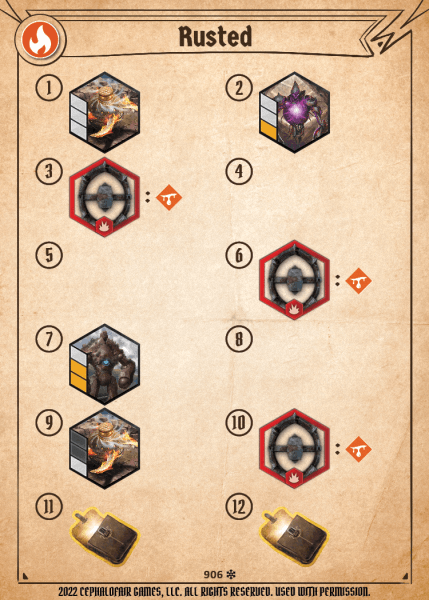 Rusted
1 2
3 : 4
5 6 :
7 8
9 10 :
11 12
906
2022 CEPHALOFAIR GAMES, LLC. ALL RIGHTS RESERVED. USED WITH PERMISSION.